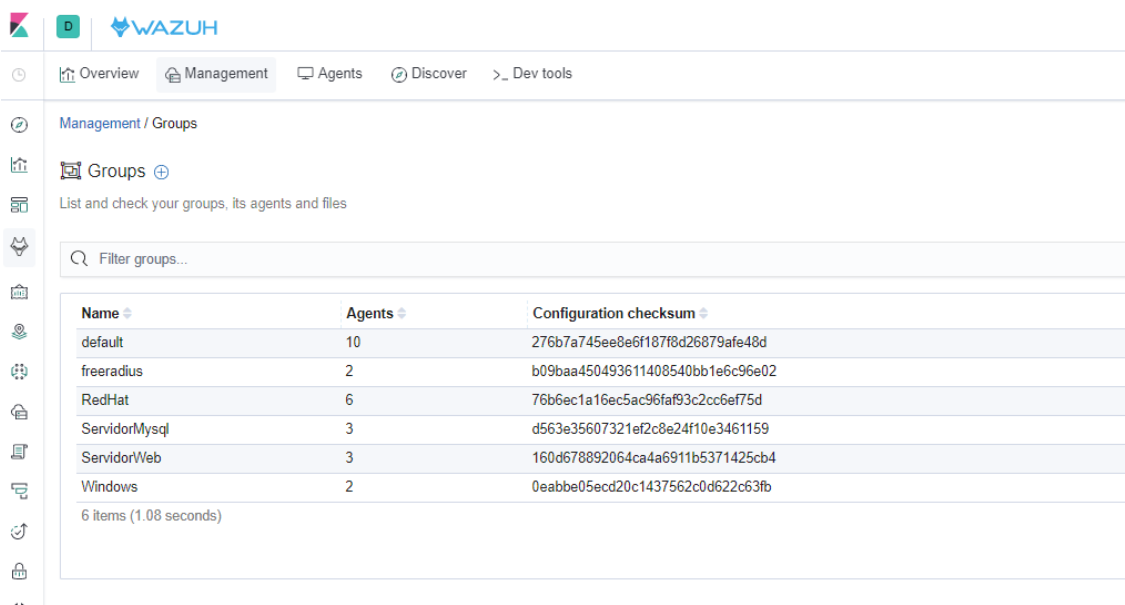 D WAZUH
Overview Management Agents Discover >_ Dev tools
Management / Groups
Groups
List and check your groups, its agents and files
Filter groups...
Name Agents Configuration checksum
default 10 276b7a745ee8e6f187f8d26879afe48d
freeradius 2 b09baa450493611408540bb1e6c96e02
RedHat 6 76b6ec1a16ec5ac96faf93c2cc6ef75d
ServidorMysql 3 d563e35607321ef2c8e24f10e3461159
ServidorWeb 3 160d678892064ca4a6911b5371425cb4
Windows 2 0eabbe05ecd20c1437562c0d622c63fb
6 items (1.08 seconds)